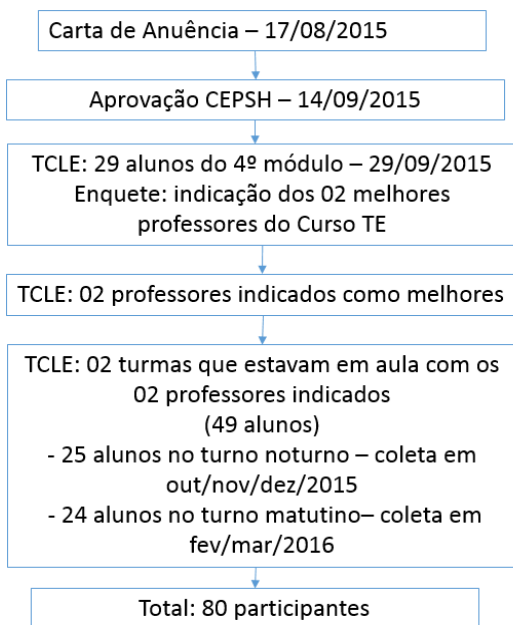 Carta de Anuência – 17/08/2015
Aprovação CEPSH – 14/09/2015
TCLE: 29 alunos do 4º módulo – 29/09/2015
Enquete: indicação dos 02 melhores
professores do Curso TE
TCLE: 02 professores indicados como melhores
TCLE: 02 turmas que estavam em aula com os
02 professores indicados
(49 alunos)
- 25 alunos no turno noturno – coleta em
out/nov/dez/2015
- 24 alunos no turno matutino– coleta em
fev/mar/2016
Total: 80 participantes